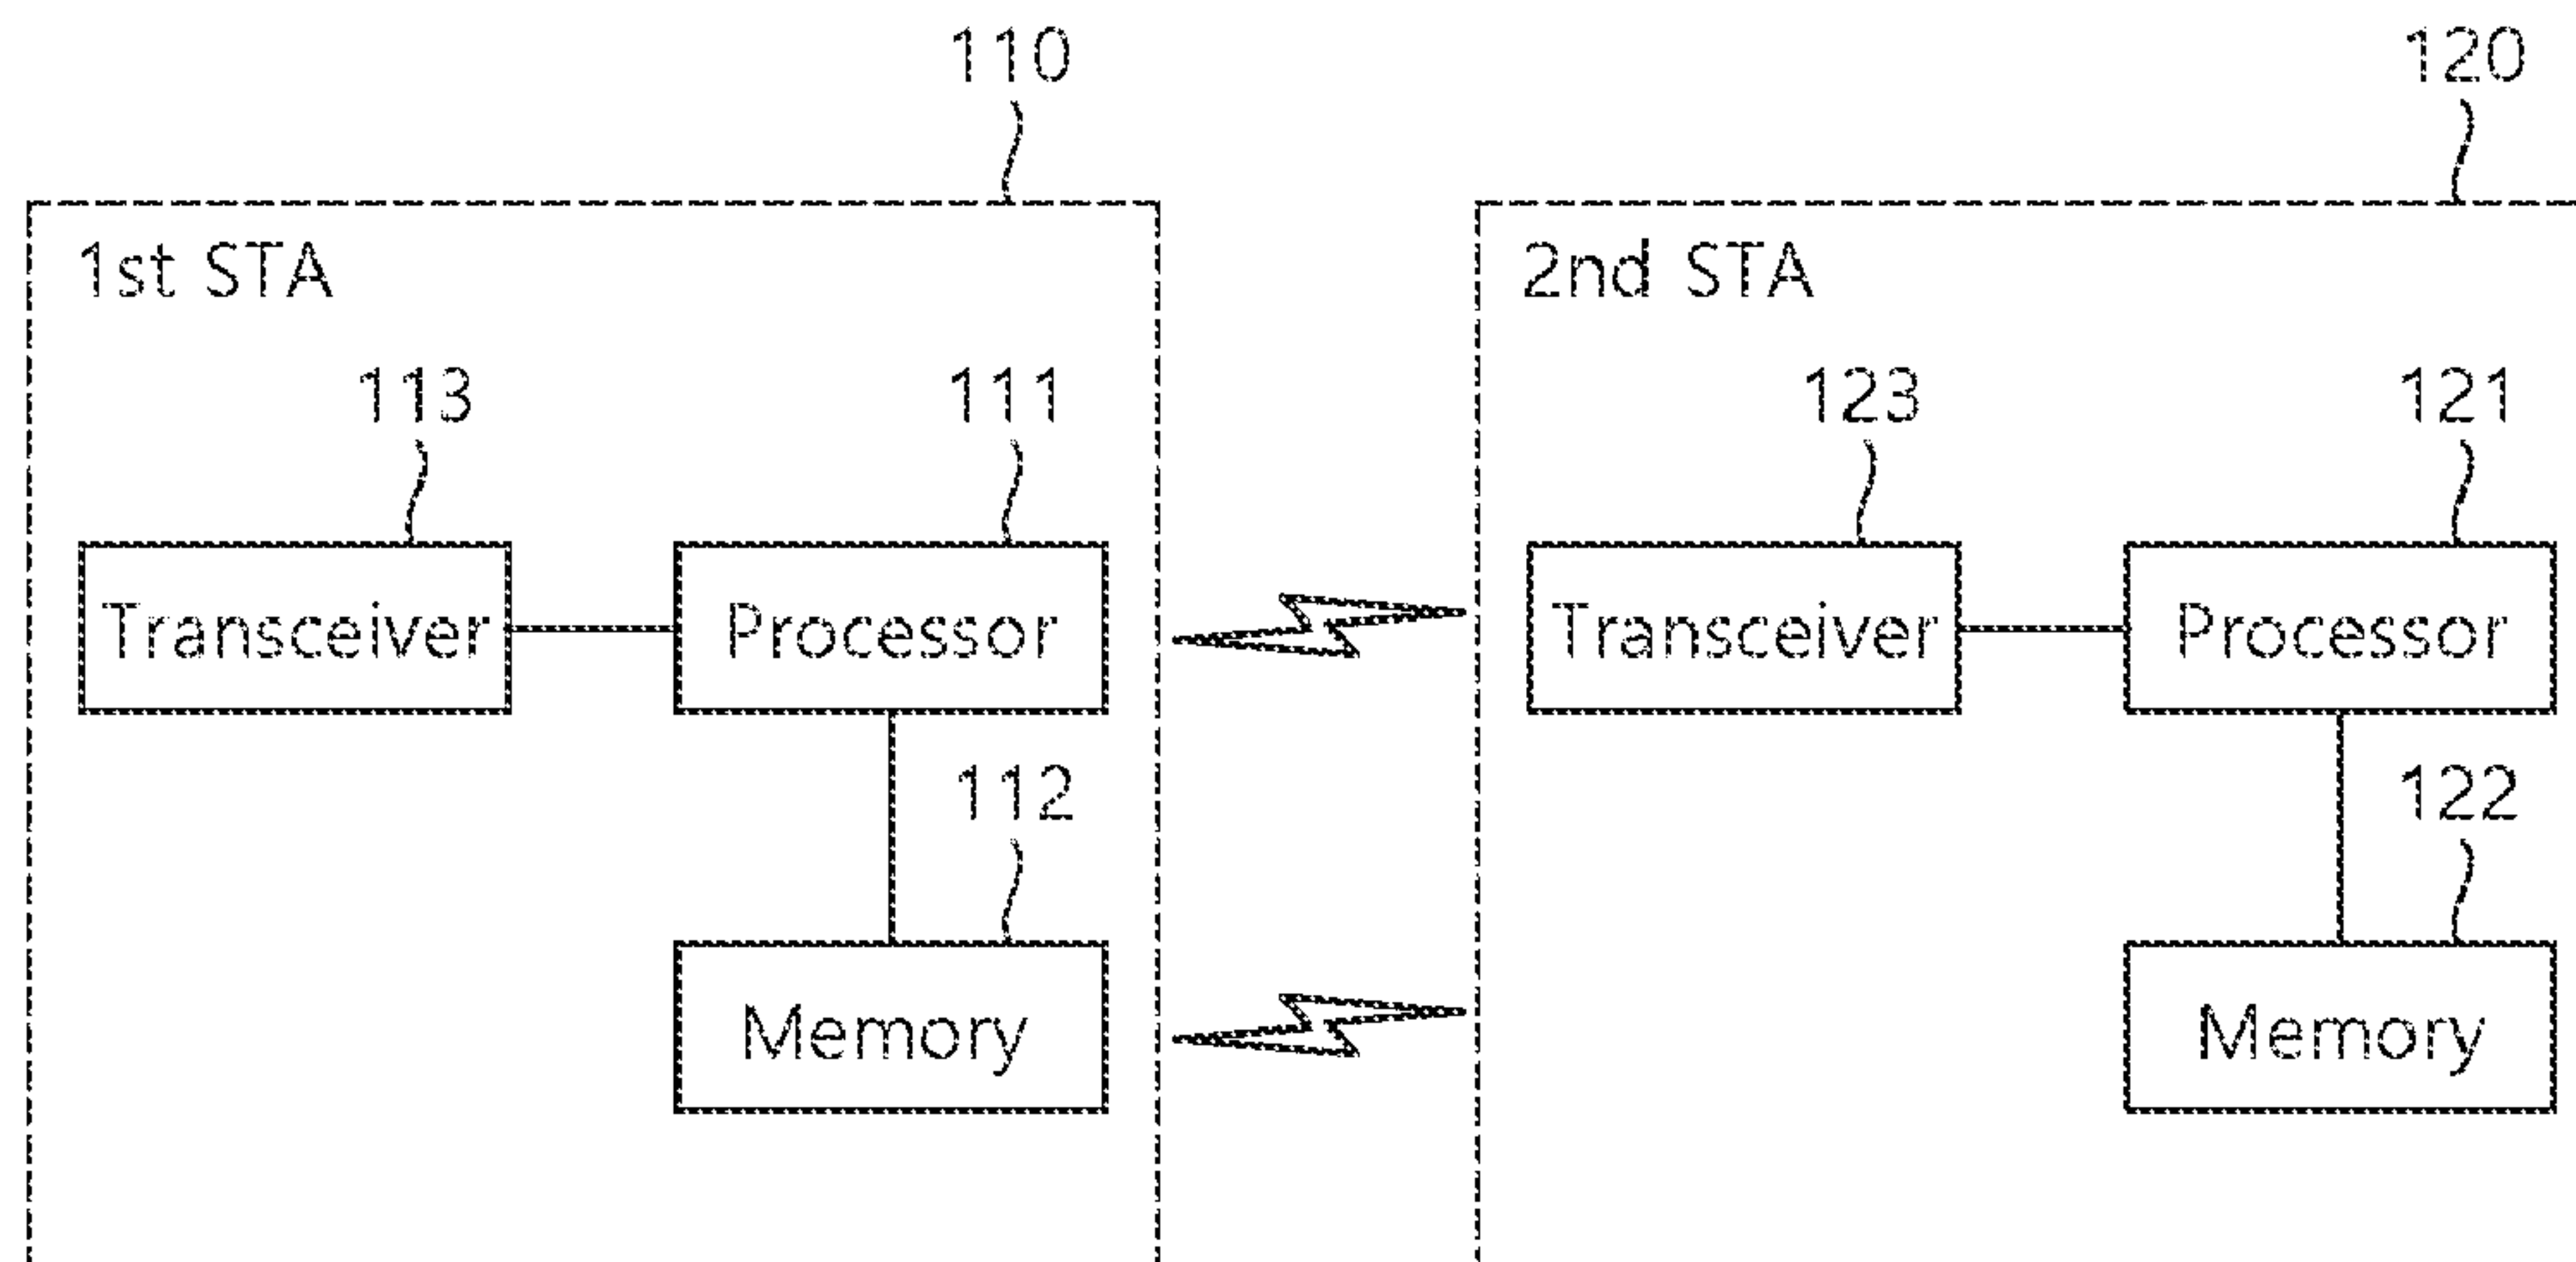 110
120
1st STA
2nd STA
113
111
123
121
Transceiver
Processor
Transceiver
Processor
112
122
Memory
Memory